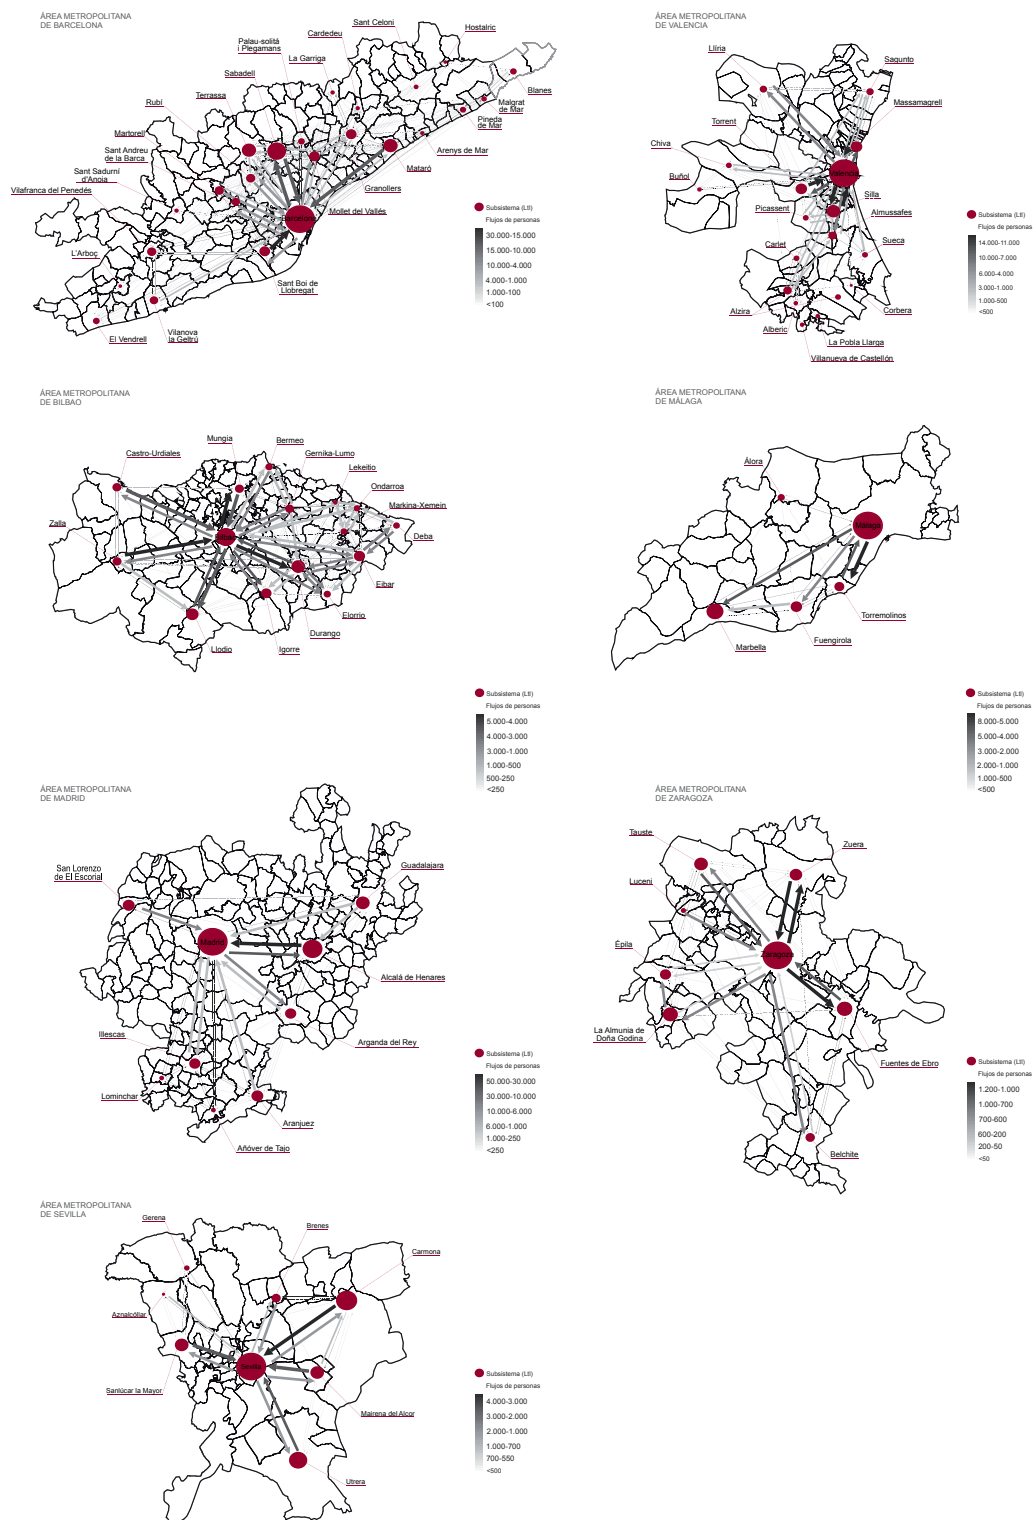 ÁREA METROPOLITANA
DE BARCELONA
Sant Celoni
Hostalric
Cardedeu
Palau-solità
i Plegamans
La Garriga
Sabadell
Terrassa
Rubí
Martorell
Sant Andreu
de la Barca
Sant Sadurní
d'Anoia
Vilafranca del Penedés
L'Arboç
El Vendrell
Vilanova
la Geltrú
Sant Boi de
Llobregat
Barcelona
Mollet del Vallés
Granollers
Mataró
Arenys de Mar
Pineda
de Mar
Malgrat
de Mar
Blanes
Subsistema (Ltl)
Flujos de personas
30.000-15.000
15.000-10.000
10.000-4.000
4.000-1.000
1.000-100
<100
ÁREA METROPOLITANA
DE VALENCIA
Llíria
Sagunto
Massamagrell
Torrent
Chiva
Buñol
Valencia
Silla
Picassent
Almussafes
Carlet
Sueca
Corbera
Alzira
Alberic
La Pobla Llarga
Villanueva de Castellón
Subsistema (Ltl)
Flujos de personas
14.000-11.000
10.000-7.000
6.000-4.000
3.000-1.000
1.000-500
<500
ÁREA METROPOLITANA
DE BILBAO
Mungia
Bermeo
Castro-Urdiales
Gernika-Lumo
Lekeitio
Ondarroa
Markina-Xemein
Zalla
Bilbao
Deba
Eibar
Elorrio
Durango
Igorre
Llodio
Subsistema (Ltl)
Flujos de personas
5.000-4.000
4.000-3.000
3.000-1.000
1.000-500
500-250
<250
ÁREA METROPOLITANA
DE MÁLAGA
Álora
Málaga
Torremolinos
Fuengirola
Marbella
Subsistema (Ltl)
Flujos de personas
8.000-5.000
5.000-4.000
3.000-2.000
2.000-1.000
1.000-500
<500
ÁREA METROPOLITANA
DE MADRID
San Lorenzo
de El Escorial
Guadalajara
Madrid
Alcalá de Henares
Illescas
Arganda del Rey
Lominchar
Aranjuez
Añóver de Tajo
Subsistema (Ltl)
Flujos de personas
50.000-30.000
30.000-10.000
10.000-6.000
6.000-1.000
1.000-250
<250
ÁREA METROPOLITANA
DE ZARAGOZA
Tauste
Zuera
Luceni
Épila
Zaragoza
La Almunia de
Doña Godina
Fuentes de Ebro
Belchite
Subsistema (Ltl)
Flujos de personas
1.200-1.000
1.000-700
700-600
600-200
200-50
<50
ÁREA METROPOLITANA
DE SEVILLA
Gerena
Brenes
Carmona
Aznalcóllar
Sevilla
Sanlúcar la Mayor
Mairena del Alcor
Utrera
Subsistema (Ltl)
Flujos de personas
4.000-3.000
3.000-2.000
2.000-1.000
1.000-700
700-550
<500